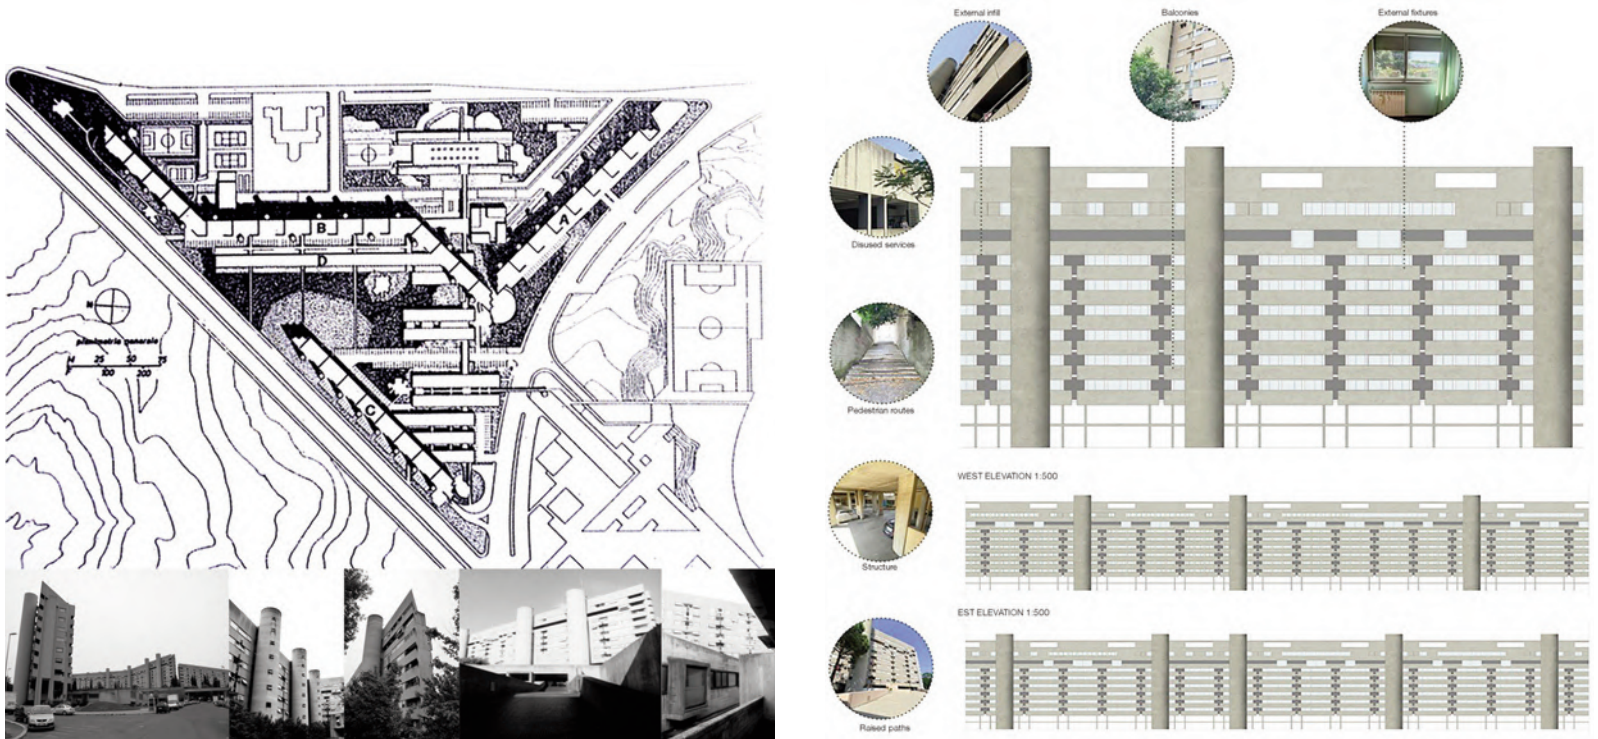 A
B
D
N
planimetria generale
M 25 50 75
100 200
C
External infill
Balconies
External fixtures
Disused services
Pedestrian routes
Structure
Raised paths
WEST ELEVATION 1:500
EST ELEVATION 1:500